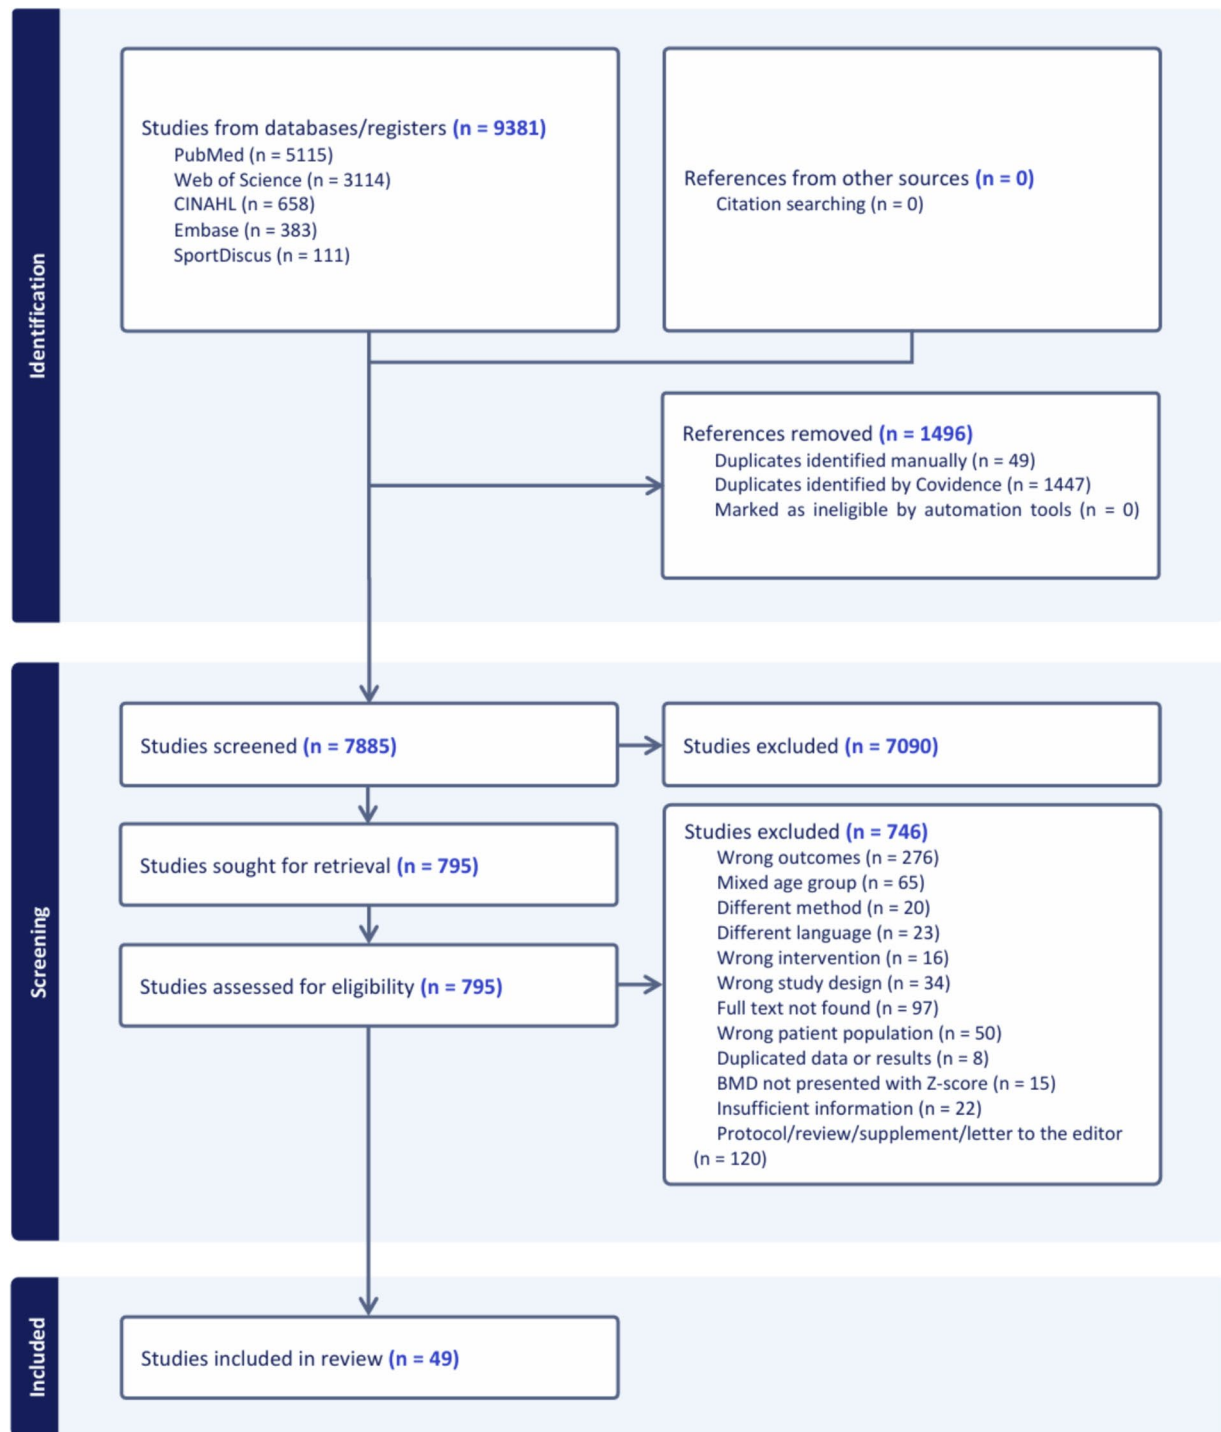 Identification
Studies from databases/registers (n = 9381)
PubMed (n = 5115)
Web of Science (n = 3114)
CINAHL (n = 658)
Embase (n = 383)
SportDiscus (n = 111)
References from other sources (n = 0)
Citation searching (n = 0)
References removed (n = 1496)
Duplicates identified manually (n = 49)
Duplicates identified by Covidence (n = 1447)
Marked as ineligible by automation tools (n = 0)
Screening
Studies screened (n = 7885)
Studies excluded (n = 7090)
Studies sought for retrieval (n = 795)
Studies assessed for eligibility (n = 795)
Studies excluded (n = 746)
Wrong outcomes (n = 276)
Mixed age group (n = 65)
Different method (n = 20)
Different language (n = 23)
Wrong intervention (n = 16)
Wrong study design (n = 34)
Full text not found (n = 97)
Wrong patient population (n = 50)
Duplicated data or results (n = 8)
BMD not presented with Z-score (n = 15)
Insufficient information (n = 22)
Protocol/review/supplement/letter to the editor
(n = 120)
Included
Studies included in review (n = 49)